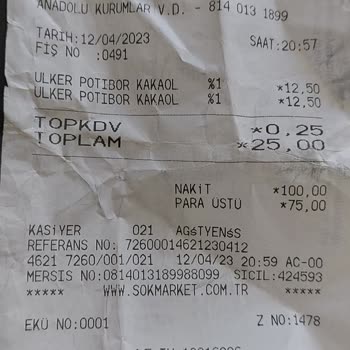 ANADOLU KURUMLAR V.D. - 814 013 1899
TARİH:12/04/2023 SAAT:20:57
FİŞ NO :0491
ULKER POTIBOR KAKAOL %1 *12,50
ULKER POTIBOR KAKAOL %1 *12,50
TOPKDV *0,25
TOPLAM *25,00
NAKİT *100,00
PARA ÜSTÜ *75,00
KASİYER 021 AGSTYENGS
REFERANS NO: 72600014621230412
4621 7260/001/021 12/04/23 20:59 AC-00
MERSIS NO:0814013189988099 SICIL:424593
***** WWW.SOKMARKET.COM.TR *****
EKÜ NO:0001 Z NO:1478